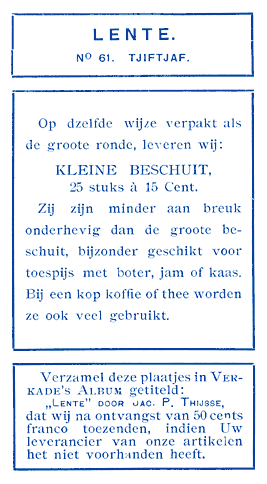 LENTE.
Nº 61. TJIFTJAF.
Op dzelfde wijze verpakt als
de groote ronde, leveren wij:
KLEINE BESCHUIT,
25 stuks à 15 Cent.
Zij zijn minder aan breuk
onderhevig dan de groote be-
schuit, bijzonder geschikt voor
toespijs met boter, jam of kaas.
Bij een kop koffie of thee worden
ze ook veel gebruikt.
Verzamel deze plaatjes in VER-
KADE'S ALBUM getiteld:
„LENTE" DOOR JAC. P. THIJSSE,
dat wij na ontvangst van 50 cents
franco toezenden, indien Uw
leverancier van onze artikelen
het niet voorhanden heeft.